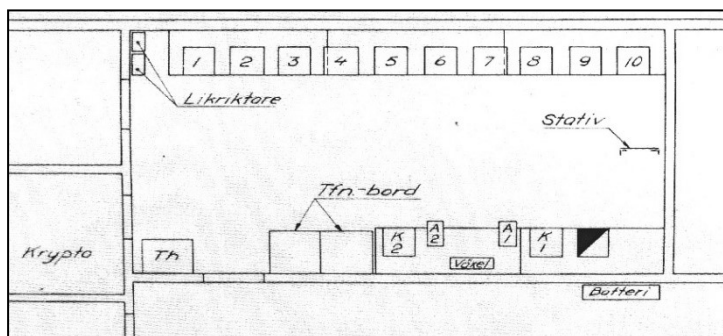 1 2 3 4 5 6 7 8 9 10
Likriktare
Stativ
Tfn.-bord
Krypto
Th
K 2
A 2
A 1
K 1
Växel
Batteri